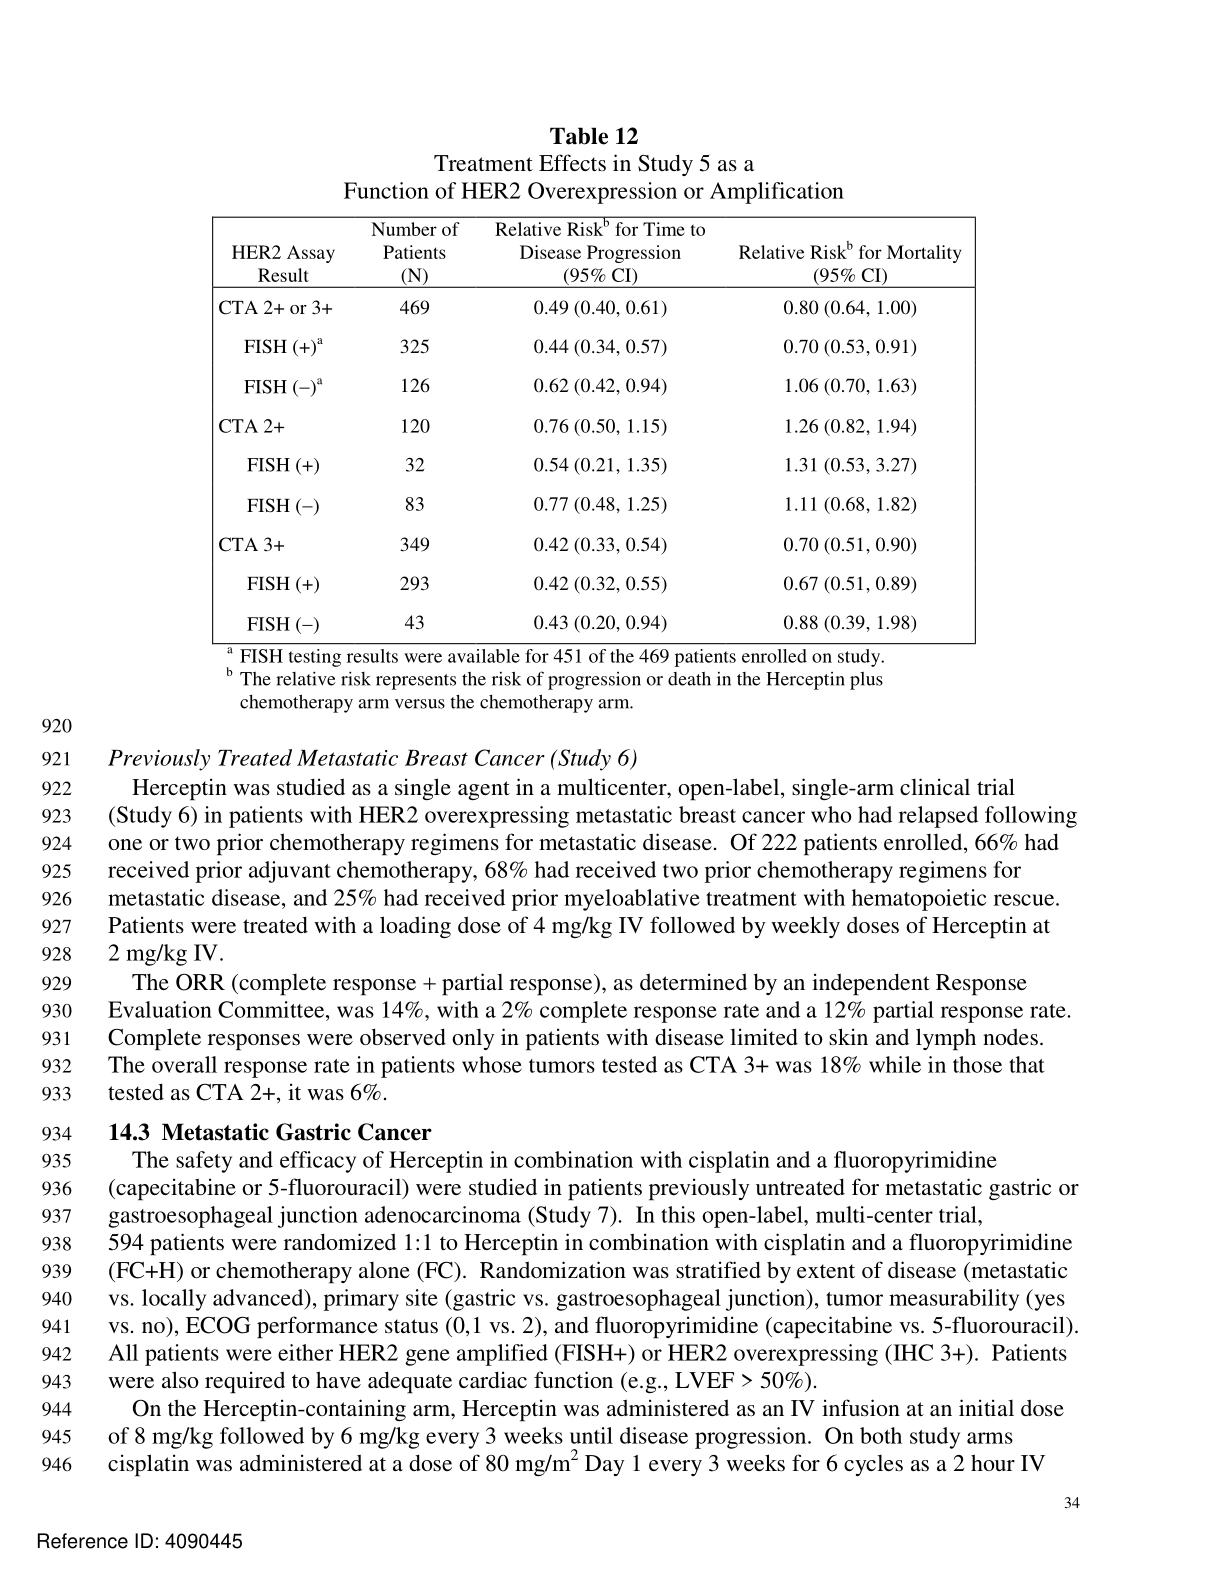 Table 12
Treatment Effects in Study 5 as a
Function of HER2 Overexpression or Amplification
HER2 Assay Result | Number of Patients (N) | Relative Riskᵇ for Time to Disease Progression (95% CI) | Relative Riskᵇ for Mortality (95% CI)
CTA 2+ or 3+ 469 0.49 (0.40, 0.61) 0.80 (0.64, 1.00)
FISH (+)ᵃ 325 0.44 (0.34, 0.57) 0.70 (0.53, 0.91)
FISH (−)ᵃ 126 0.62 (0.42, 0.94) 1.06 (0.70, 1.63)
CTA 2+ 120 0.76 (0.50, 1.15) 1.26 (0.82, 1.94)
FISH (+) 32 0.54 (0.21, 1.35) 1.31 (0.53, 3.27)
FISH (−) 83 0.77 (0.48, 1.25) 1.11 (0.68, 1.82)
CTA 3+ 349 0.42 (0.33, 0.54) 0.70 (0.51, 0.90)
FISH (+) 293 0.42 (0.32, 0.55) 0.67 (0.51, 0.89)
FISH (−) 43 0.43 (0.20, 0.94) 0.88 (0.39, 1.98)
ᵃ FISH testing results were available for 451 of the 469 patients enrolled on study.
ᵇ The relative risk represents the risk of progression or death in the Herceptin plus
chemotherapy arm versus the chemotherapy arm.
920
921 Previously Treated Metastatic Breast Cancer (Study 6)
922 Herceptin was studied as a single agent in a multicenter, open-label, single-arm clinical trial
923 (Study 6) in patients with HER2 overexpressing metastatic breast cancer who had relapsed following
924 one or two prior chemotherapy regimens for metastatic disease. Of 222 patients enrolled, 66% had
925 received prior adjuvant chemotherapy, 68% had received two prior chemotherapy regimens for
926 metastatic disease, and 25% had received prior myeloablative treatment with hematopoietic rescue.
927 Patients were treated with a loading dose of 4 mg/kg IV followed by weekly doses of Herceptin at
928 2 mg/kg IV.
929 The ORR (complete response + partial response), as determined by an independent Response
930 Evaluation Committee, was 14%, with a 2% complete response rate and a 12% partial response rate.
931 Complete responses were observed only in patients with disease limited to skin and lymph nodes.
932 The overall response rate in patients whose tumors tested as CTA 3+ was 18% while in those that
933 tested as CTA 2+, it was 6%.
934 14.3 Metastatic Gastric Cancer
935 The safety and efficacy of Herceptin in combination with cisplatin and a fluoropyrimidine
936 (capecitabine or 5-fluorouracil) were studied in patients previously untreated for metastatic gastric or
937 gastroesophageal junction adenocarcinoma (Study 7). In this open-label, multi-center trial,
938 594 patients were randomized 1:1 to Herceptin in combination with cisplatin and a fluoropyrimidine
939 (FC+H) or chemotherapy alone (FC). Randomization was stratified by extent of disease (metastatic
940 vs. locally advanced), primary site (gastric vs. gastroesophageal junction), tumor measurability (yes
941 vs. no), ECOG performance status (0,1 vs. 2), and fluoropyrimidine (capecitabine vs. 5-fluorouracil).
942 All patients were either HER2 gene amplified (FISH+) or HER2 overexpressing (IHC 3+). Patients
943 were also required to have adequate cardiac function (e.g., LVEF > 50%).
944 On the Herceptin-containing arm, Herceptin was administered as an IV infusion at an initial dose
945 of 8 mg/kg followed by 6 mg/kg every 3 weeks until disease progression. On both study arms
946 cisplatin was administered at a dose of 80 mg/m² Day 1 every 3 weeks for 6 cycles as a 2 hour IV
34
Reference ID: 4090445